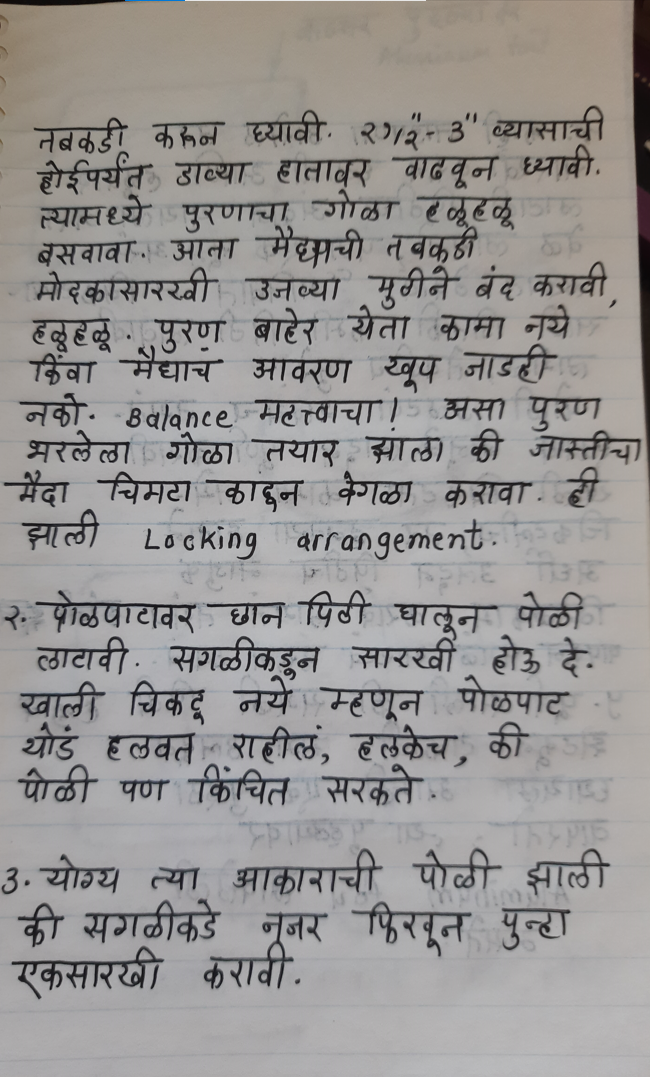 तबकडी करून घ्यावी. २१/२"- ३" व्यासाची
होईपर्यंत डाव्या हातावर वाढवून घ्यावी.
त्यामध्ये पुरणाचा गोळा हळूहळू
बसवावा. आता मैद्याची तबकडी
मोदकासारखी उजव्या मुठीने बंद करावी,
हळूहळू. पुरण बाहेर येता कामा नये
किंवा मैद्याचं आवरण खूप जाडही
नको. Balance महत्त्वाचा! असा पुरण
भरलेला गोळा तयार झाला की जास्तीचा
मैदा चिमटा काढून वेगळा करावा. ही
झाली Locking arrangement.
२. पोळपाटावर छान पिठी घालून पोळी
लाटावी. सगळीकडून सारखी होऊ दे.
खाली चिकटू नये म्हणून पोळपाट
थोडं हलवत राहीलं, हलकेच, की
पोळी पण किंचित सरकते.
३. योग्य त्या आकाराची पोळी झाली
की सगळीकडे नजर फिरवून पुन्हा
एकसारखी करावी.